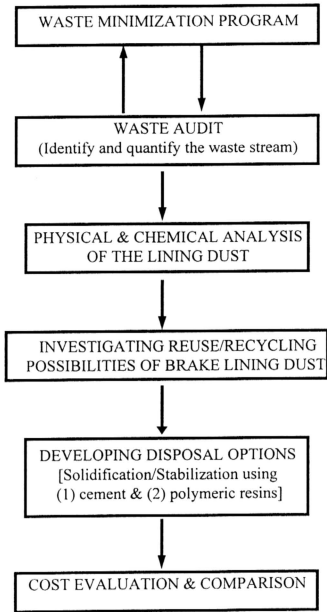 WASTE MINIMIZATION PROGRAM
WASTE AUDIT
(Identify and quantify the waste stream)
PHYSICAL & CHEMICAL ANALYSIS
OF THE LINING DUST
INVESTIGATING REUSE/RECYCLING
POSSIBILITIES OF BRAKE LINING DUST
DEVELOPING DISPOSAL OPTIONS
[Solidification/Stabilization using
(1) cement & (2) polymeric resins]
COST EVALUATION & COMPARISON